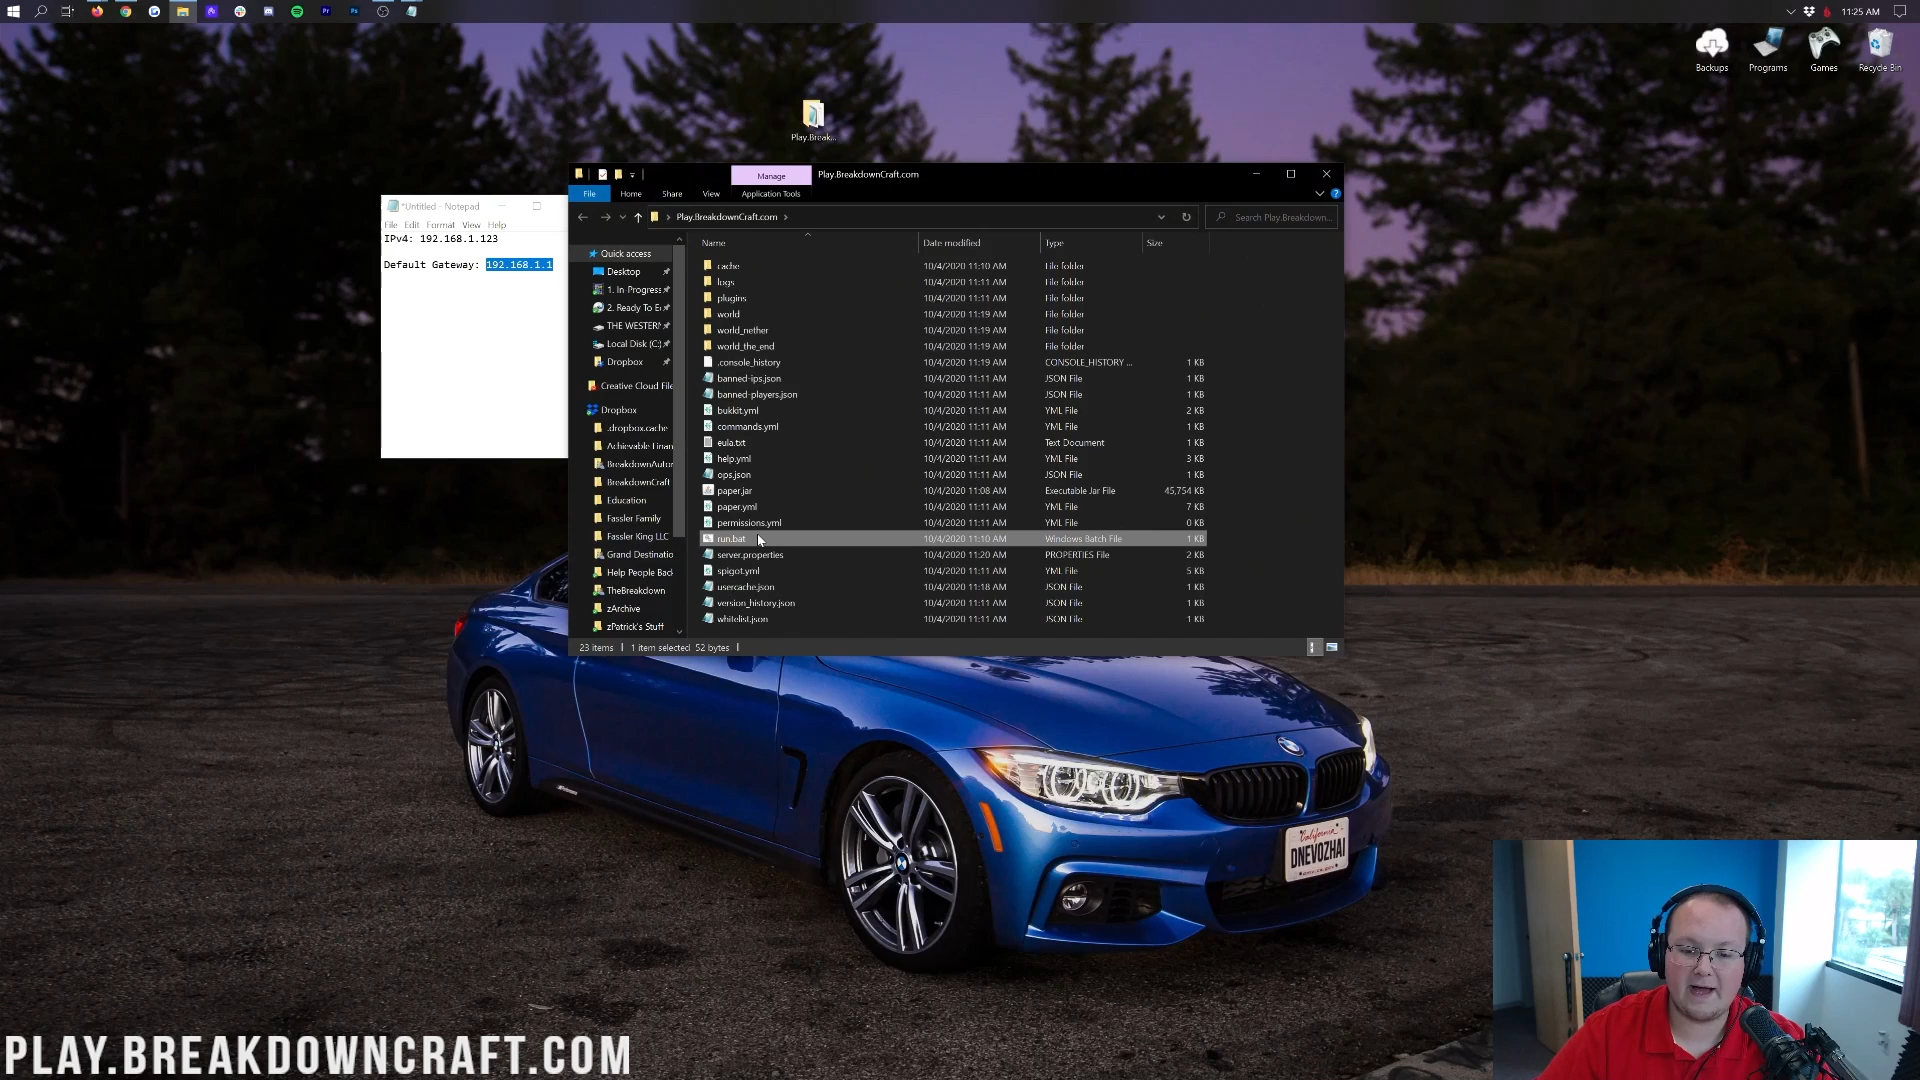 11:25 AM
Backups
Programs
Games
Recycle Bin
Play.Break...
*Untitled - Notepad
File Edit Format View Help
IPv4: 192.168.1.123
Default Gateway: 192.168.1.1
Manage
Play.BreakdownCraft.com
File Home Share View Application Tools
Play.BreakdownCraft.com
Search Play.Breakdown...
Name Date modified Type Size
Quick access
Desktop
1. In-Progress
2. Ready To E
THE WESTERN
Local Disk (C:)
Dropbox
Creative Cloud File
Dropbox
.dropbox.cache
Achievable Finan
BreakdownAutor
BreakdownCraft
Education
Fassler Family
Fassler King LLC
Grand Destinatio
Help People Bac
TheBreakdown
zArchive
zPatrick's Stuff
cache 10/4/2020 11:10 AM File folder
logs 10/4/2020 11:11 AM File folder
plugins 10/4/2020 11:11 AM File folder
world 10/4/2020 11:19 AM File folder
world_nether 10/4/2020 11:19 AM File folder
world_the_end 10/4/2020 11:19 AM File folder
.console_history 10/4/2020 11:19 AM CONSOLE_HISTORY ... 1 KB
banned-ips.json 10/4/2020 11:11 AM JSON File 1 KB
banned-players.json 10/4/2020 11:11 AM JSON File 1 KB
bukkit.yml 10/4/2020 11:11 AM YML File 2 KB
commands.yml 10/4/2020 11:11 AM YML File 1 KB
eula.txt 10/4/2020 11:11 AM Text Document 1 KB
help.yml 10/4/2020 11:11 AM YML File 3 KB
ops.json 10/4/2020 11:11 AM JSON File 1 KB
paper.jar 10/4/2020 11:08 AM Executable Jar File 45,754 KB
paper.yml 10/4/2020 11:11 AM YML File 7 KB
permissions.yml 10/4/2020 11:11 AM YML File 0 KB
run.bat 10/4/2020 11:10 AM Windows Batch File 1 KB
server.properties 10/4/2020 11:20 AM PROPERTIES File 2 KB
spigot.yml 10/4/2020 11:11 AM YML File 5 KB
usercache.json 10/4/2020 11:18 AM JSON File 1 KB
version_history.json 10/4/2020 11:11 AM JSON File 1 KB
whitelist.json 10/4/2020 11:11 AM JSON File 1 KB
23 items 1 item selected 52 bytes
California
DNEVOZHAI
PLAY.BREAKDOWNCRAFT.COM